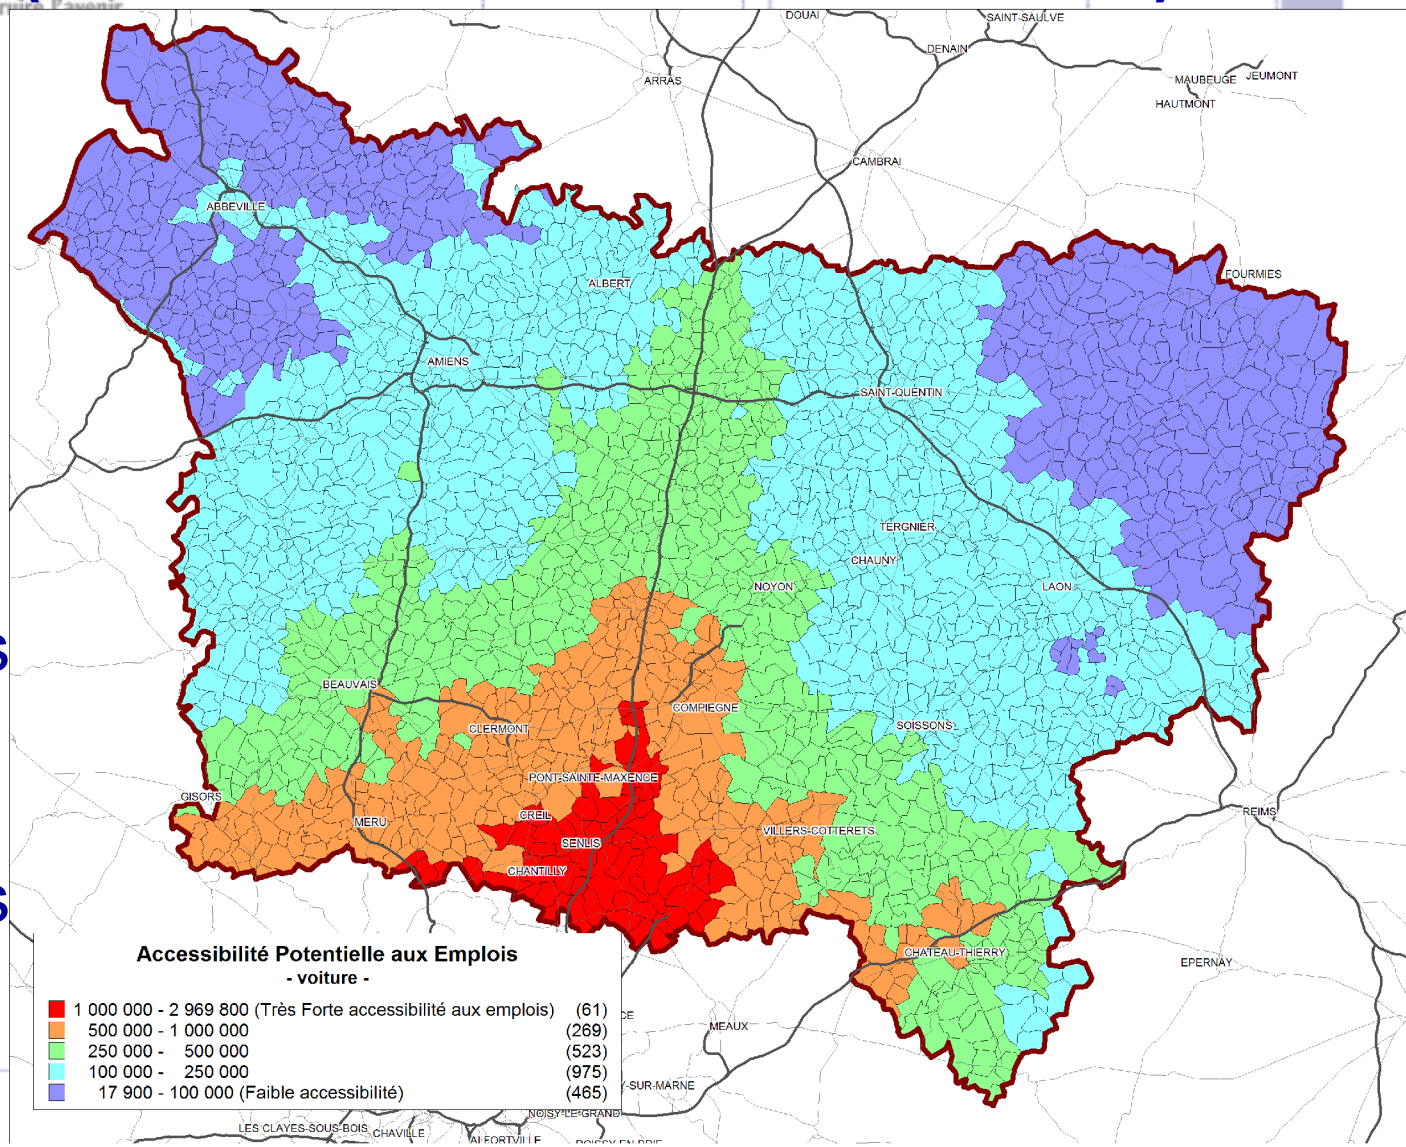 DOUAI
SAINT-SAULVE
DENAIN
ARRAS
MAUBEUGE
JEUMONT
HAUTMONT
CAMBRAI
ABBEVILLE
FOURMIES
ALBERT
AMIENS
SAINT-QUENTIN
TERGNIER
CHAUNY
NOYON
LAON
BEAUVAIS
COMPIEGNE
CLERMONT
SOISSONS
PONT-SAINTE-MAXENCE
GISORS
CREIL
REIMS
MERU
VILLERS-COTTERETS
SENLIS
CHANTILLY
CHATEAU-THIERRY
EPERNAY
Accessibilité Potentielle aux Emplois
- voiture -
1 000 000 - 2 969 800 (Très Forte accessibilité aux emplois) (61)
500 000 - 1 000 000 (269)
250 000 - 500 000 (523)
100 000 - 250 000 (975)
17 900 - 100 000 (Faible accessibilité) (465)
CE
MEAUX
Y-SUR-MARNE
NOISY-LE-GRAND
LES CLAYES-SOUS-BOIS
CHAVILLE
ALFORTVILLE